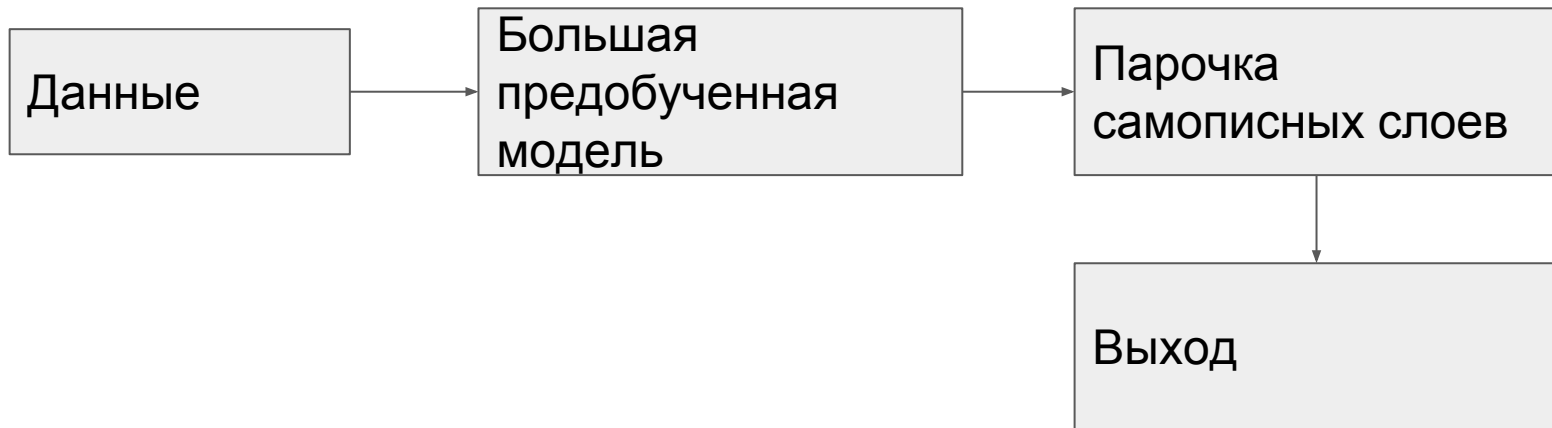 Данные
Большая
предобученная
модель
Парочка
самописных слоев
Выход